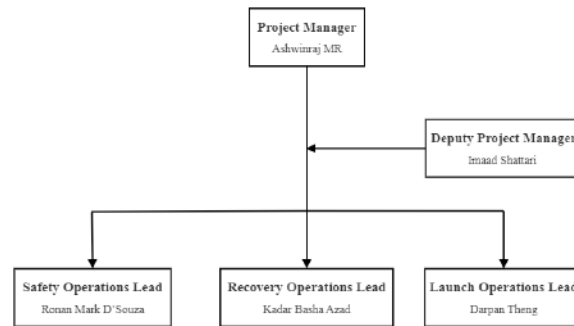 Project Manager
Ashwinraj MR
Deputy Project Manager
Imaad Shattari
Safety Operations Lead
Ronan Mark D'Souza
Recovery Operations Lead
Kadar Basha Azad
Launch Operations Lead
Darpan Theng